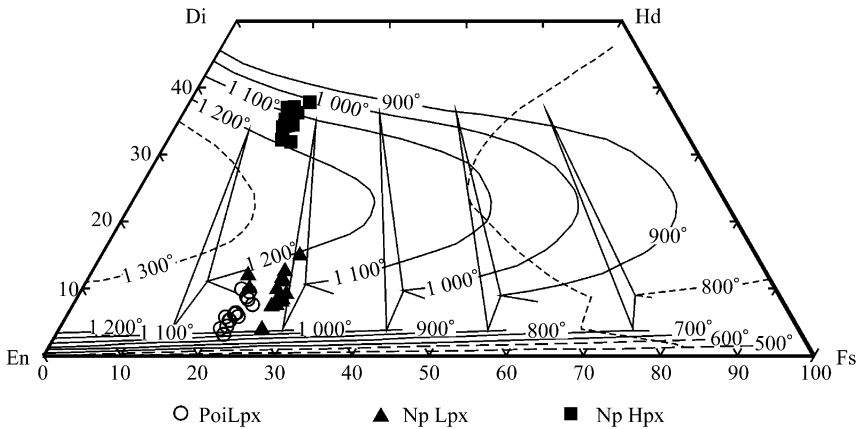 Di Hd
40 1 100° 1 000° 900°
1 200°
30
20
900°
1 300° 1 200° 1 100° 1 000° 800°
10
1 200° 1 100° 1 000° 900° 800° 700° 600° 500°
En Fs
0 10 20 30 40 50 60 70 80 90 100
PoiLpx Np Lpx Np Hpx